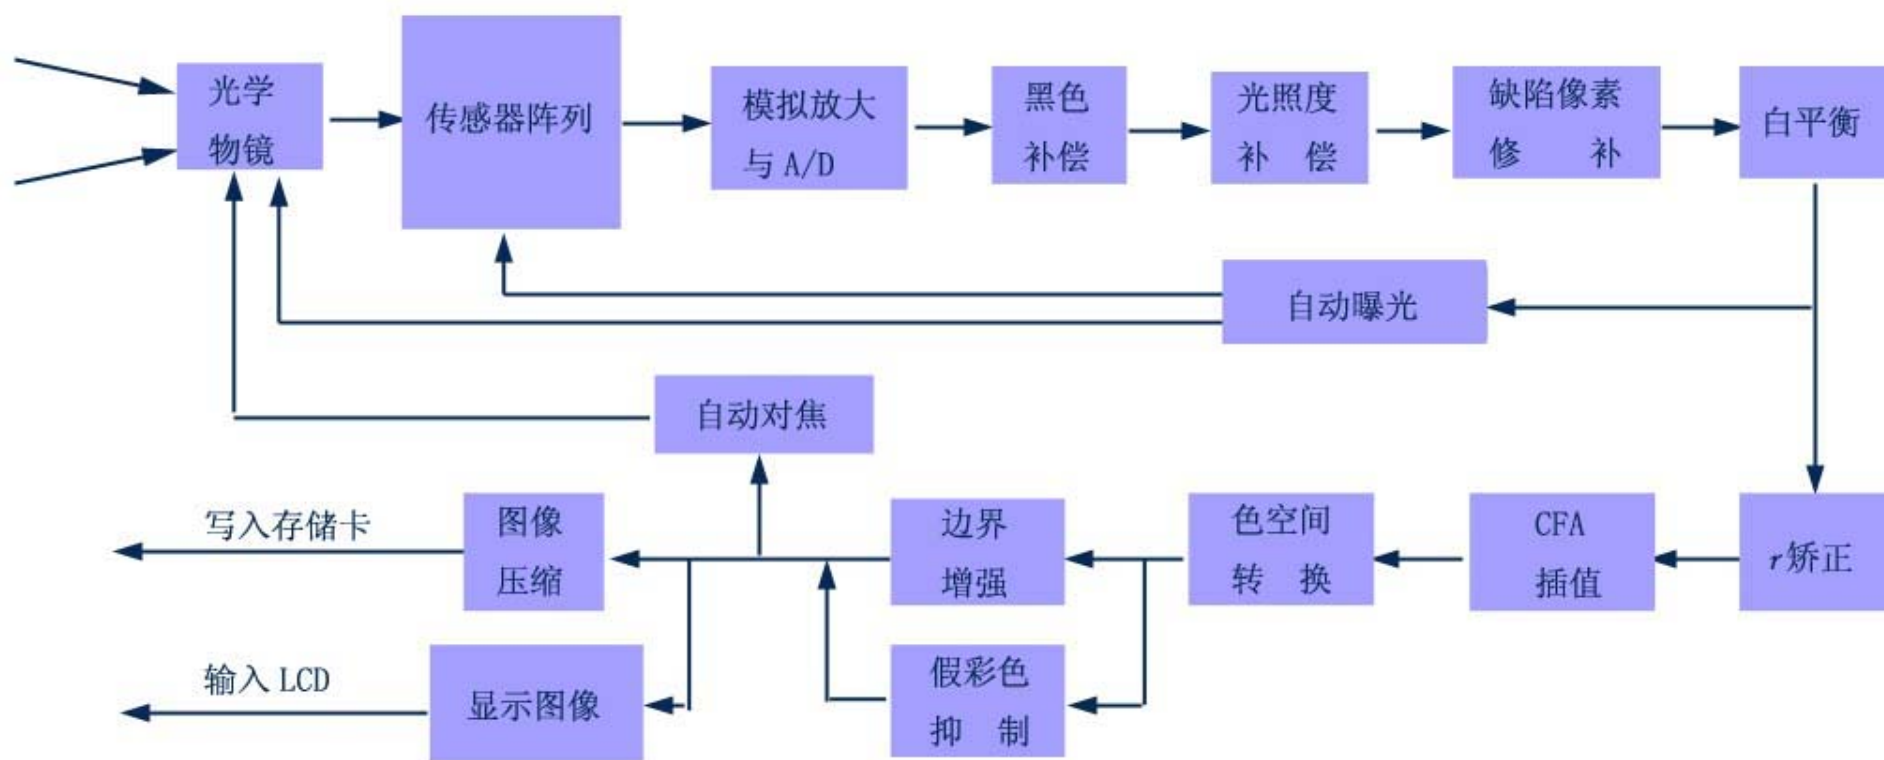 光学
物镜
传感器阵列
模拟放大
与 A/D
黑色
补偿
光照度
补 偿
缺陷像素
修 补
白平衡
自动曝光
自动对焦
写入存储卡
图像
压缩
边界
增强
色空间
转 换
CFA
插值
r矫正
输入 LCD
显示图像
假彩色
抑 制